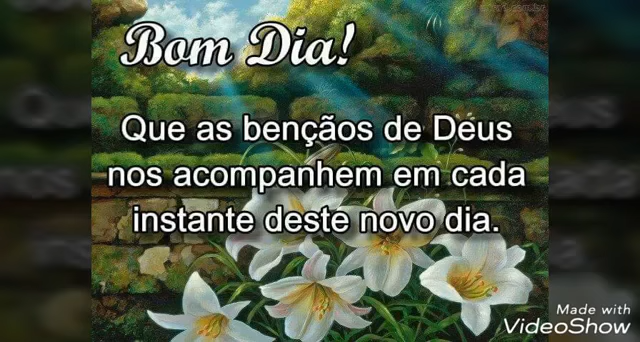 Bom Dia!
Que as bençãos de Deus
nos acompanhem em cada
instante deste novo dia.
Made with
VideoShow